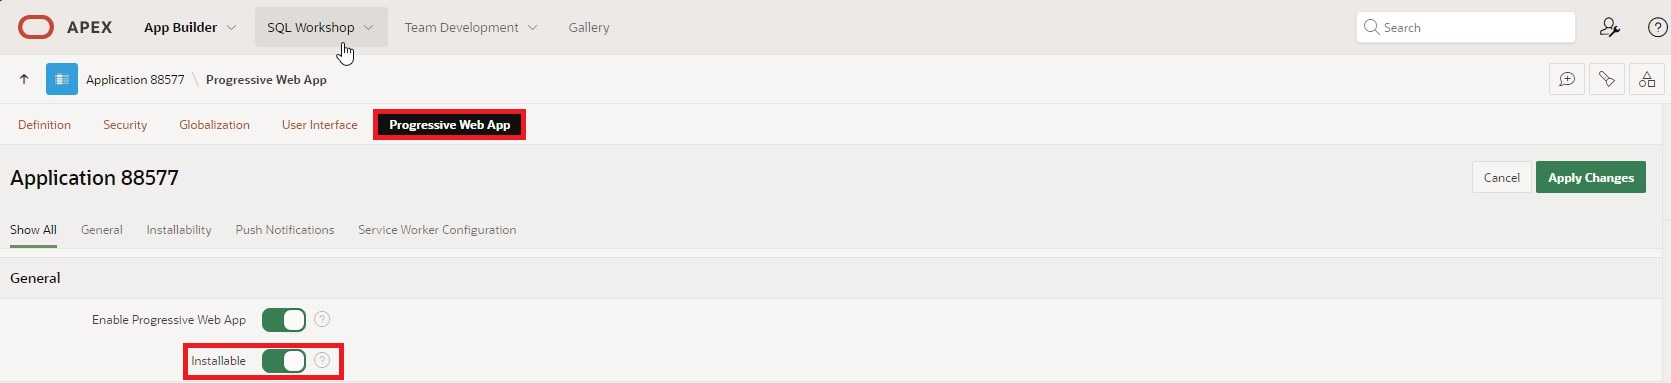 APEX App Builder SQL Workshop Team Development Gallery Search ?
Application 88577 \ Progressive Web App
Definition Security Globalization User Interface Progressive Web App
Application 88577 Cancel Apply Changes
Show All General Installability Push Notifications Service Worker Configuration
General
Enable Progressive Web App ?
Installable ?